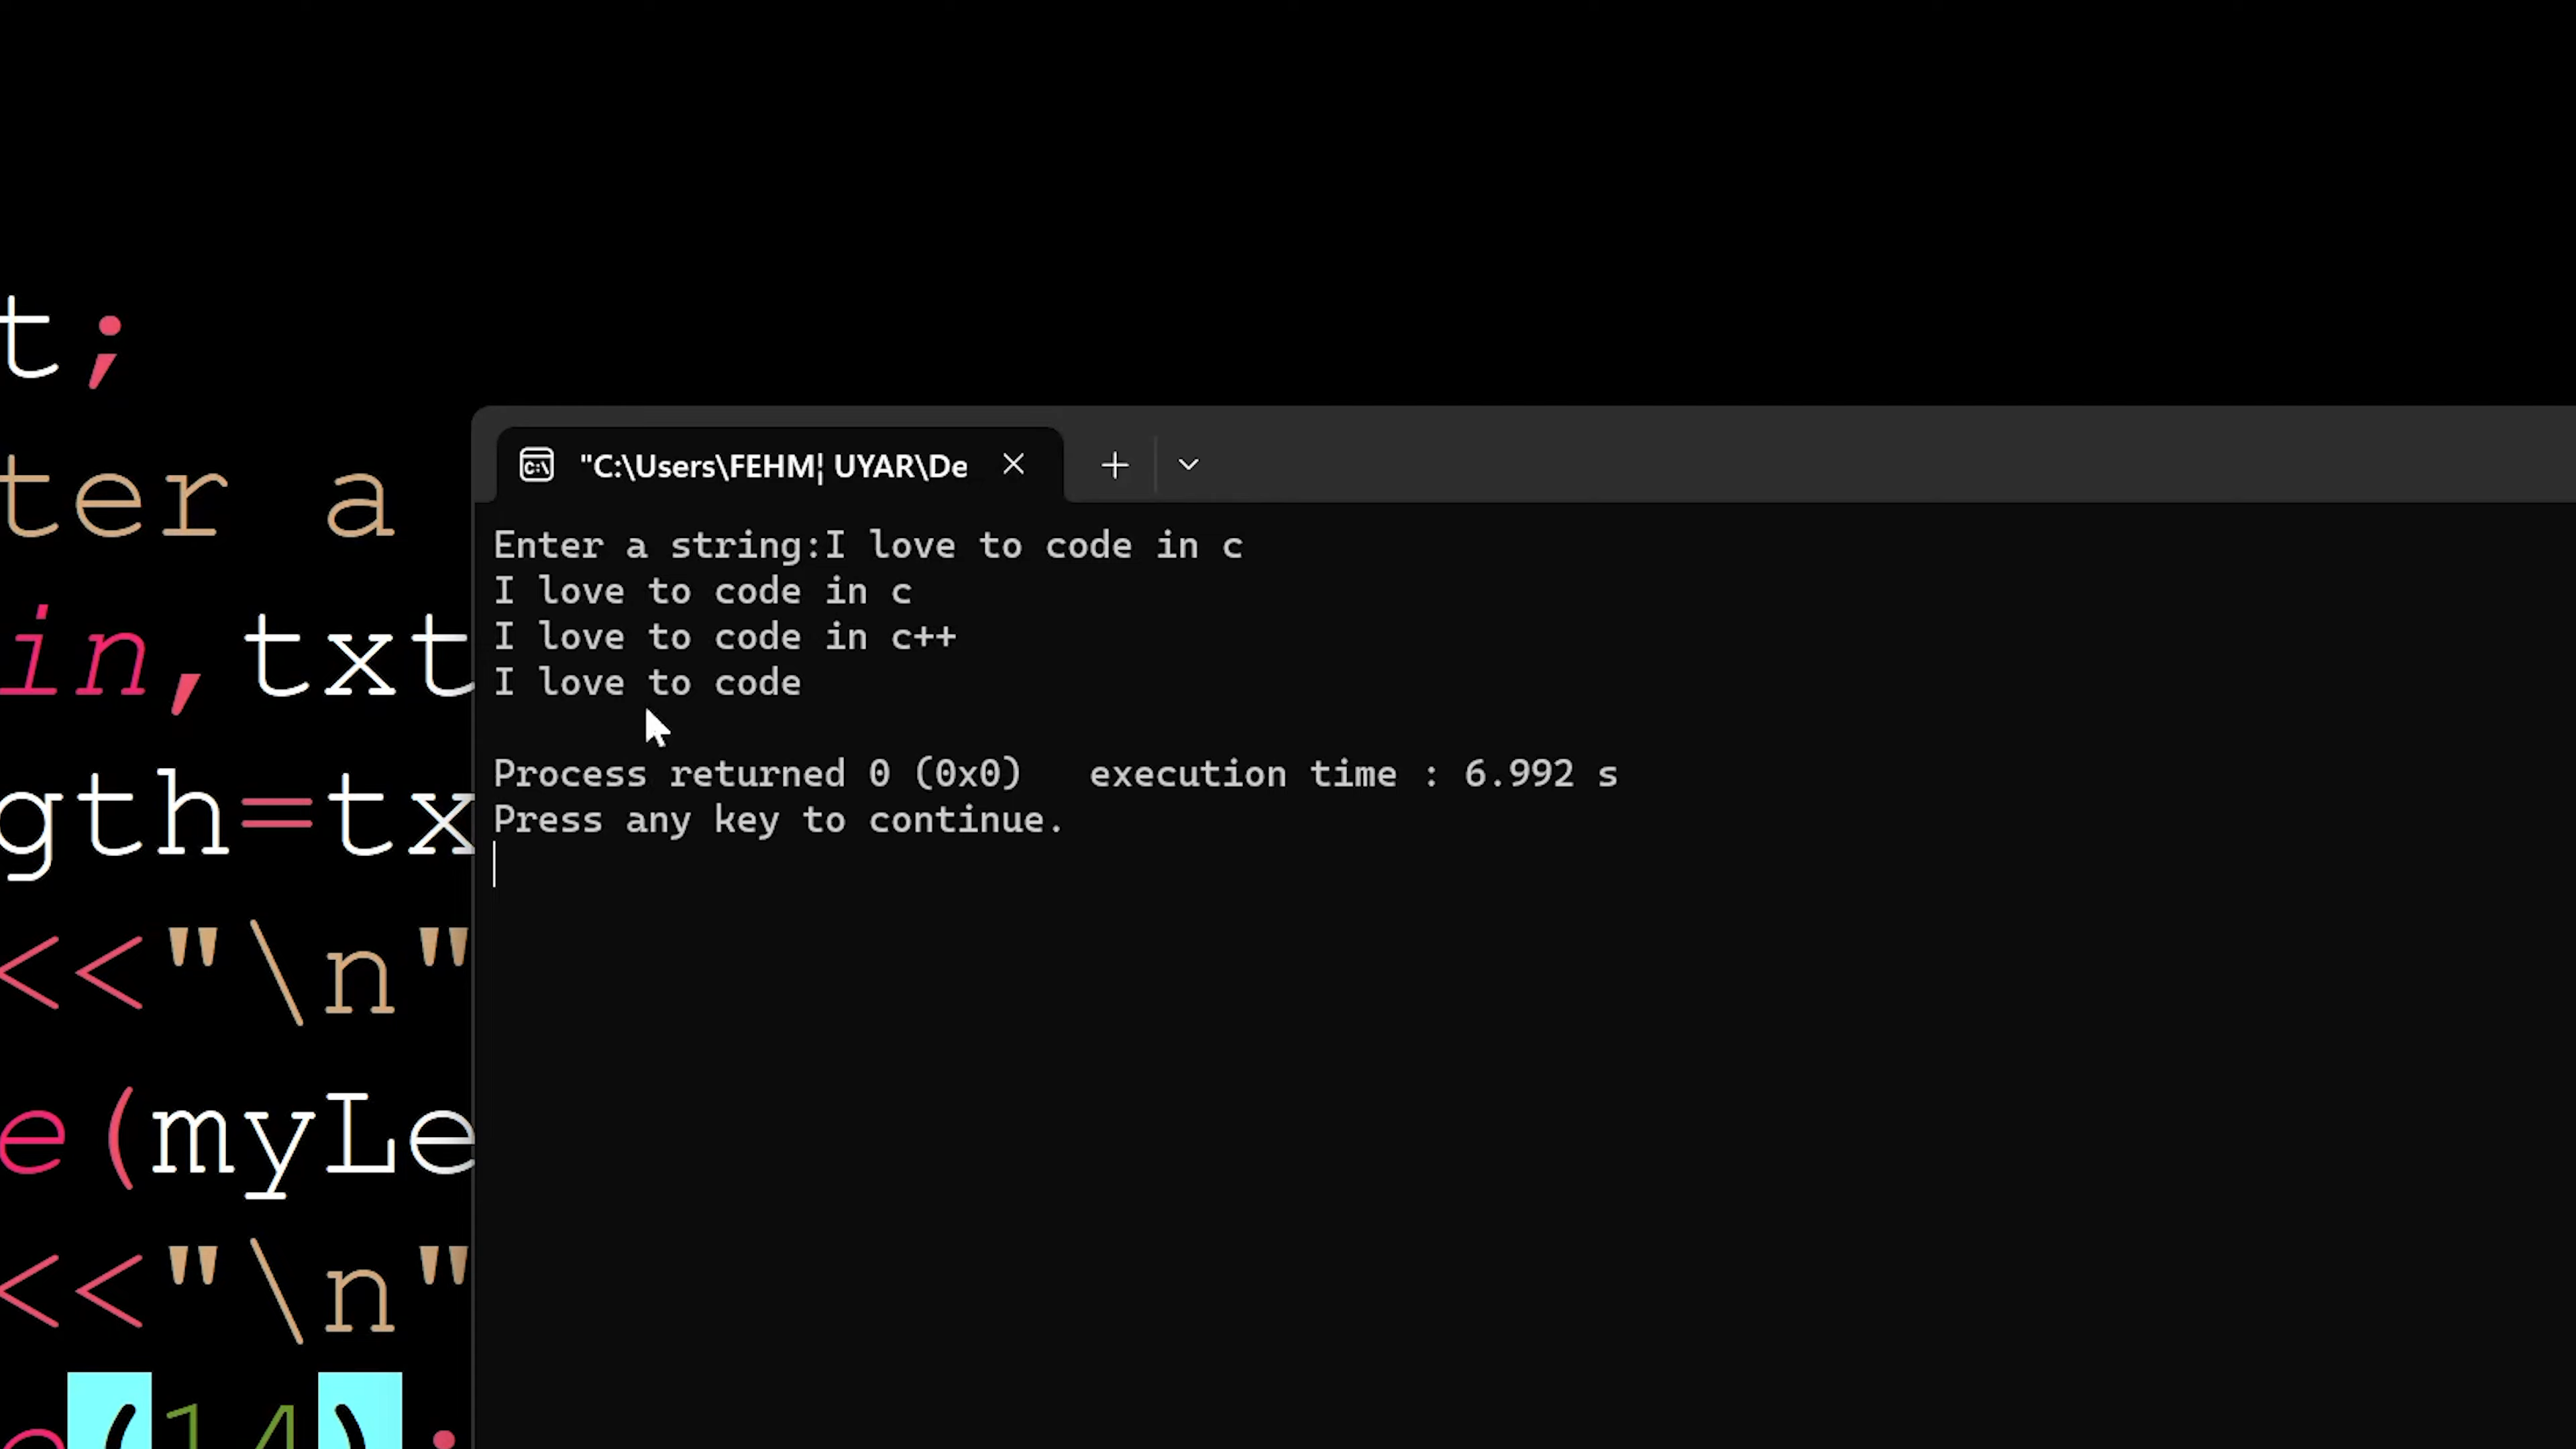 t;
ter a
in,txt
gth=tx
<<"\n"
e(myLe
<<"\n"
e(14);
"C:\Users\FEHM¦ UYAR\De
Enter a string:I love to code in c
I love to code in c
I love to code in c++
I love to code
Process returned 0 (0x0)   execution time : 6.992 s
Press any key to continue.